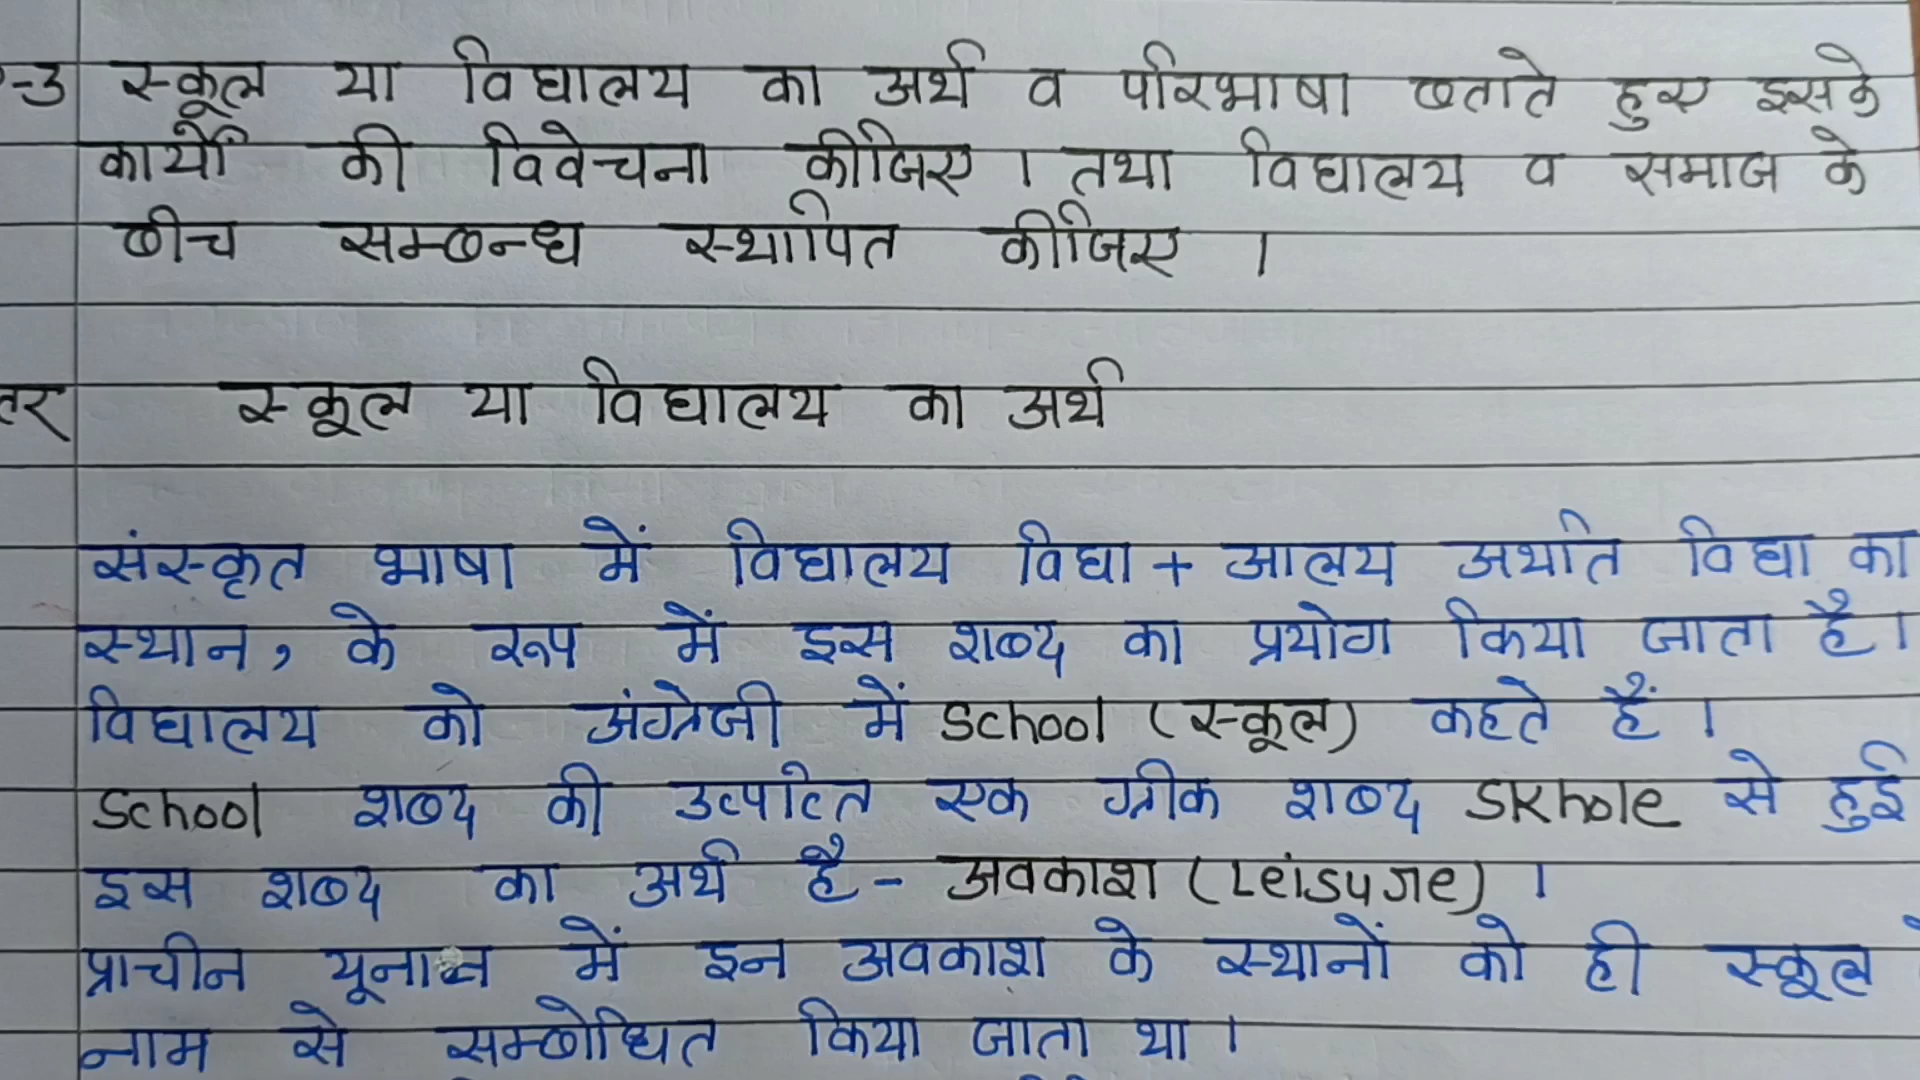 -3 स्कूल या विद्यालय का अर्थ व परिभाषा बताते हुए इसके
कार्यों की विवेचना कीजिए । तथा विद्यालय व समाज के
बीच सम्बन्ध स्थापित कीजिए ।
तर स्कूल या विद्यालय का अर्थ
संस्कृत भाषा में विद्यालय विद्या + आलय अर्थात विद्या का
स्थान, के रूप में इस शब्द का प्रयोग किया जाता है।
विद्यालय को अंग्रेजी में school (स्कूल) कहते हैं ।
School शब्द की उत्पत्ति एक ग्रीक शब्द Skhole से हुई
इस शब्द का अर्थ है - अवकाश (Leisure) ।
प्राचीन यूनान में इन अवकाश के स्थानों को ही स्कूल
नाम से सम्बोधित किया जाता था ।